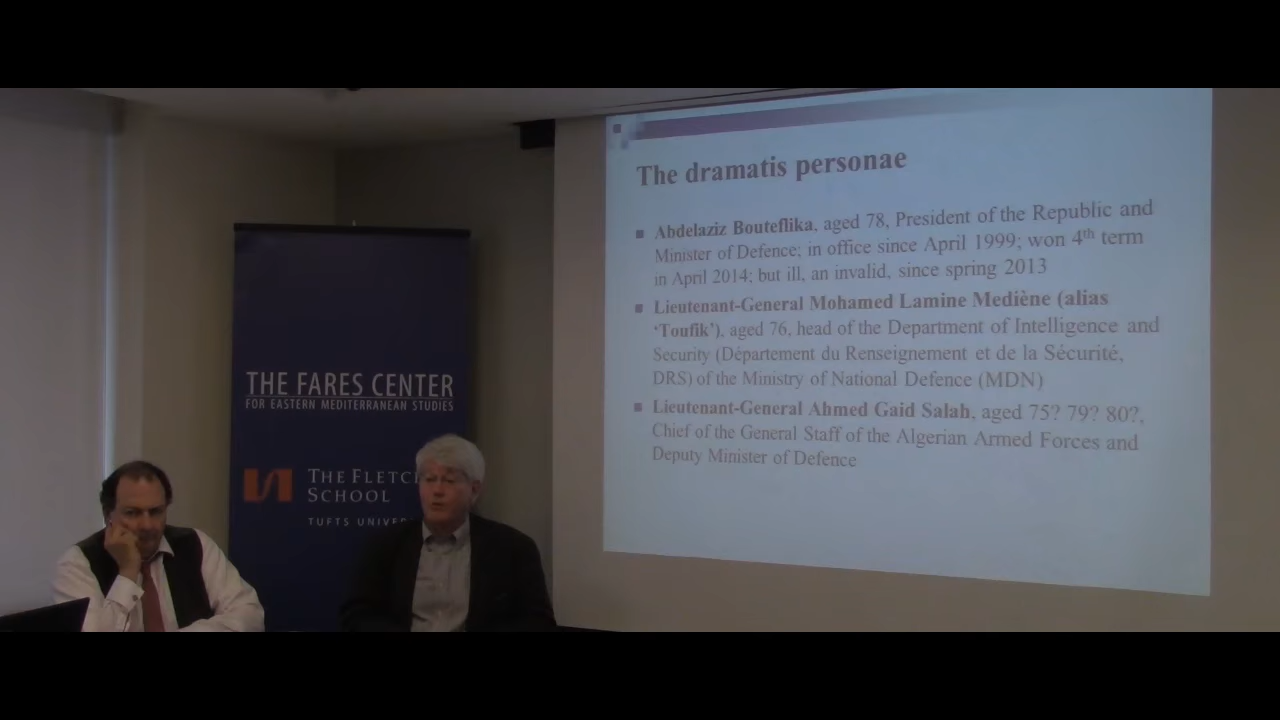 THE FARES CENTER
FOR EASTERN MEDITERRANEAN STUDIES
THE FLETC
SCHOOL
TUFTS UNIVER
The dramatis personae
Abdelaziz Bouteflika, aged 78, President of the Republic and
Minister of Defence; in office since April 1999; won 4th term
in April 2014; but ill, an invalid, since spring 2013
Lieutenant-General Mohamed Lamine Mediène (alias
‘Toufik’), aged 76, head of the Department of Intelligence and
Security (Département du Renseignement et de la Sécurité,
DRS) of the Ministry of National Defence (MDN)
Lieutenant-General Ahmed Gaid Salah, aged 75? 79? 80?,
Chief of the General Staff of the Algerian Armed Forces and
Deputy Minister of Defence